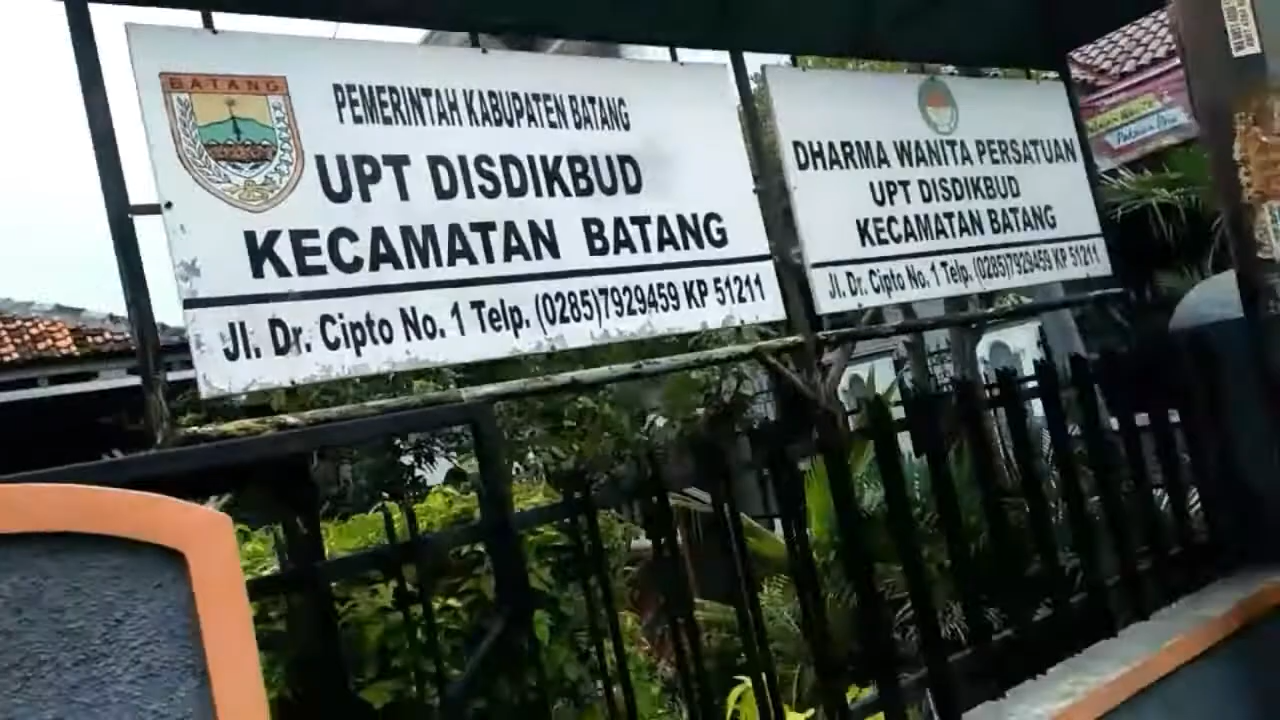 BATANG
PEMERINTAH KABUPATEN BATANG
UPT DISDIKBUD
KECAMATAN BATANG
Jl. Dr. Cipto No. 1 Telp. (0285)7929459 KP 51211
DHARMA WANITA PERSATUAN
UPT DISDIKBUD
KECAMATAN BATANG
Jl. Dr. Cipto No. 1 Telp. (0285)7929459 KP 51211